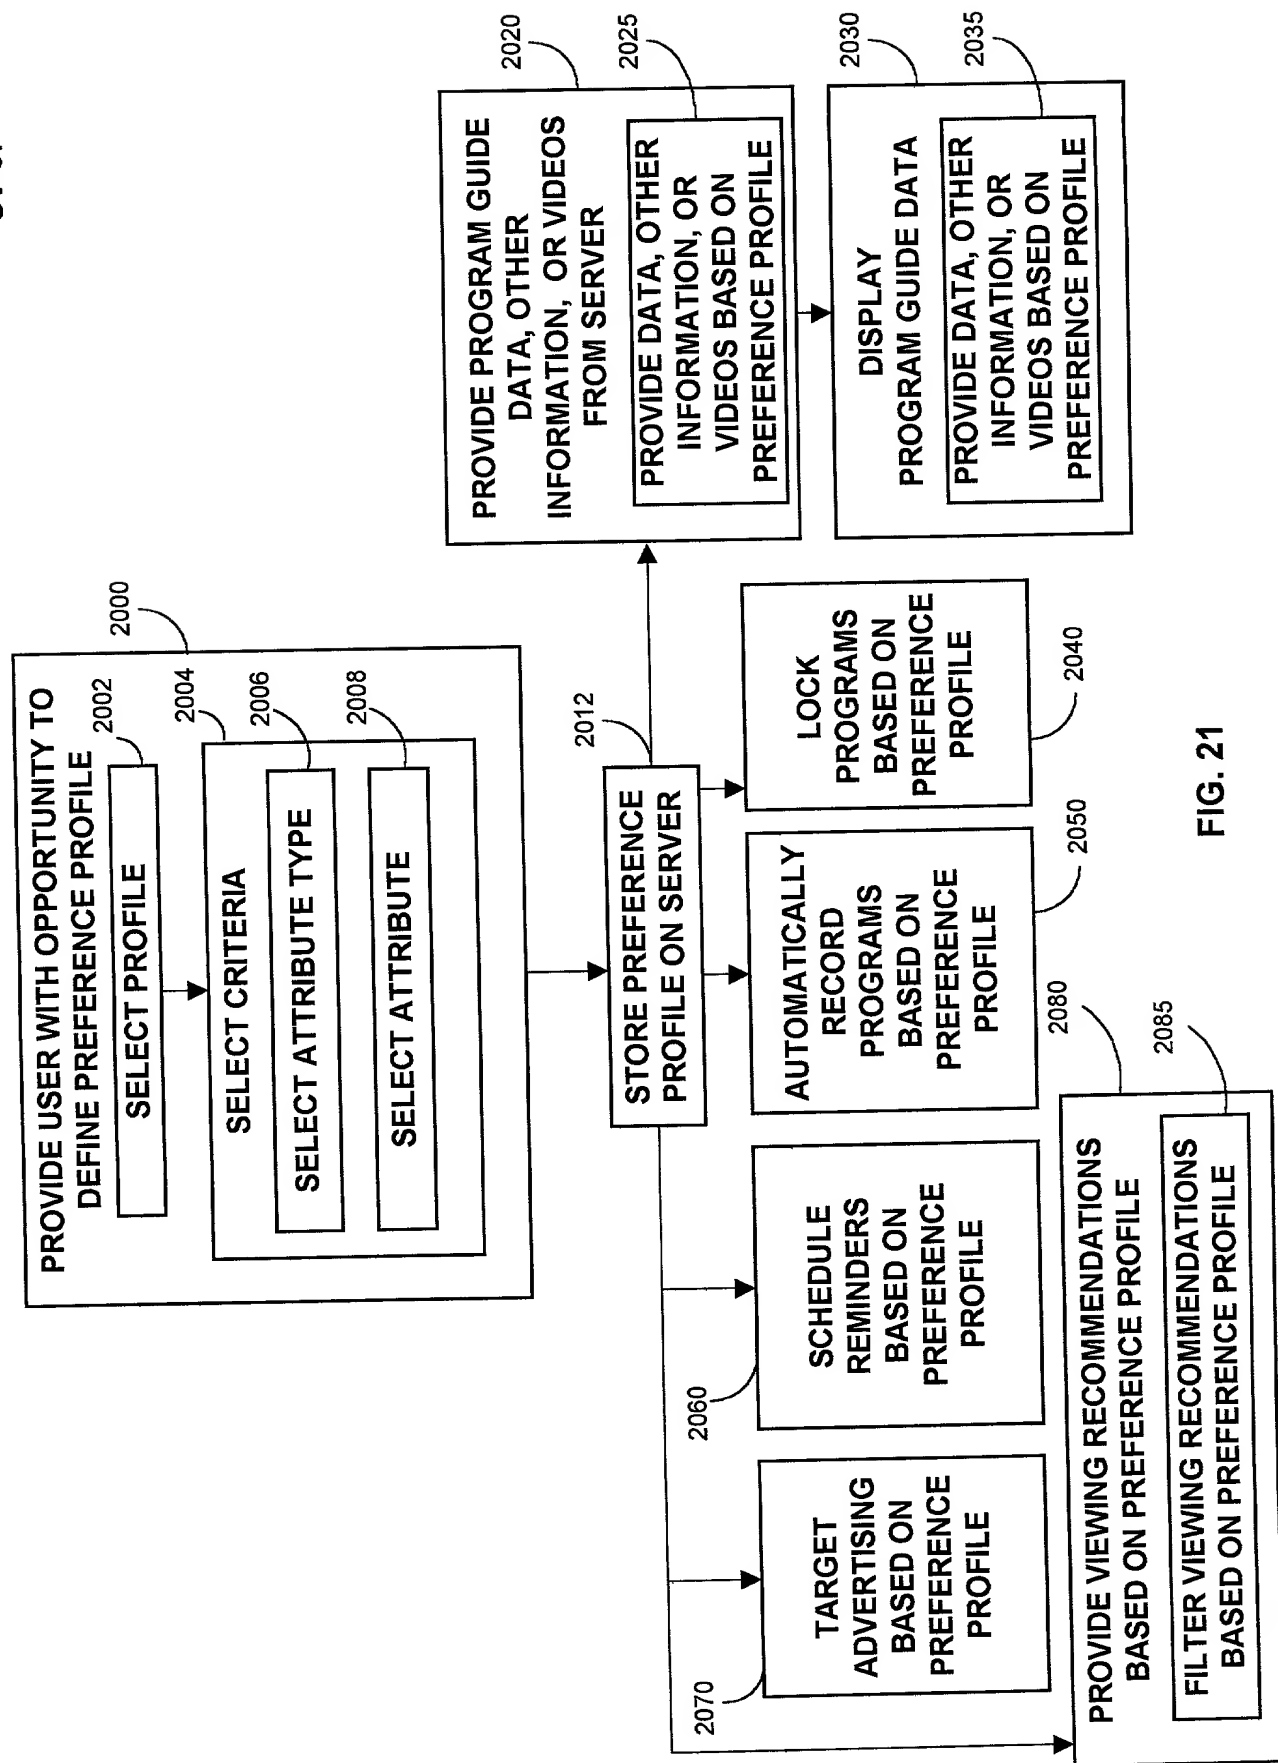 PROVIDE USER WITH OPPORTUNITY TO
DEFINE PREFERENCE PROFILE
2000
SELECT PROFILE
2002
SELECT CRITERIA
2004
SELECT ATTRIBUTE TYPE
2006
SELECT ATTRIBUTE
2008
STORE PREFERENCE
PROFILE ON SERVER
2012
PROVIDE PROGRAM GUIDE
DATA, OTHER
INFORMATION, OR VIDEOS
FROM SERVER
2020
PROVIDE DATA, OTHER
INFORMATION, OR
VIDEOS BASED ON
PREFERENCE PROFILE
2025
DISPLAY
PROGRAM GUIDE DATA
2030
PROVIDE DATA, OTHER
INFORMATION, OR
VIDEOS BASED ON
PREFERENCE PROFILE
2035
TARGET
ADVERTISING
BASED ON
PREFERENCE
PROFILE
2070
SCHEDULE
REMINDERS
BASED ON
PREFERENCE
PROFILE
2060
AUTOMATICALLY
RECORD
PROGRAMS
BASED ON
PREFERENCE
PROFILE
2050
LOCK
PROGRAMS
BASED ON
PREFERENCE
PROFILE
2040
PROVIDE VIEWING RECOMMENDATIONS
BASED ON PREFERENCE PROFILE
2080
FILTER VIEWING RECOMMENDATIONS
BASED ON PREFERENCE PROFILE
2085
FIG. 21